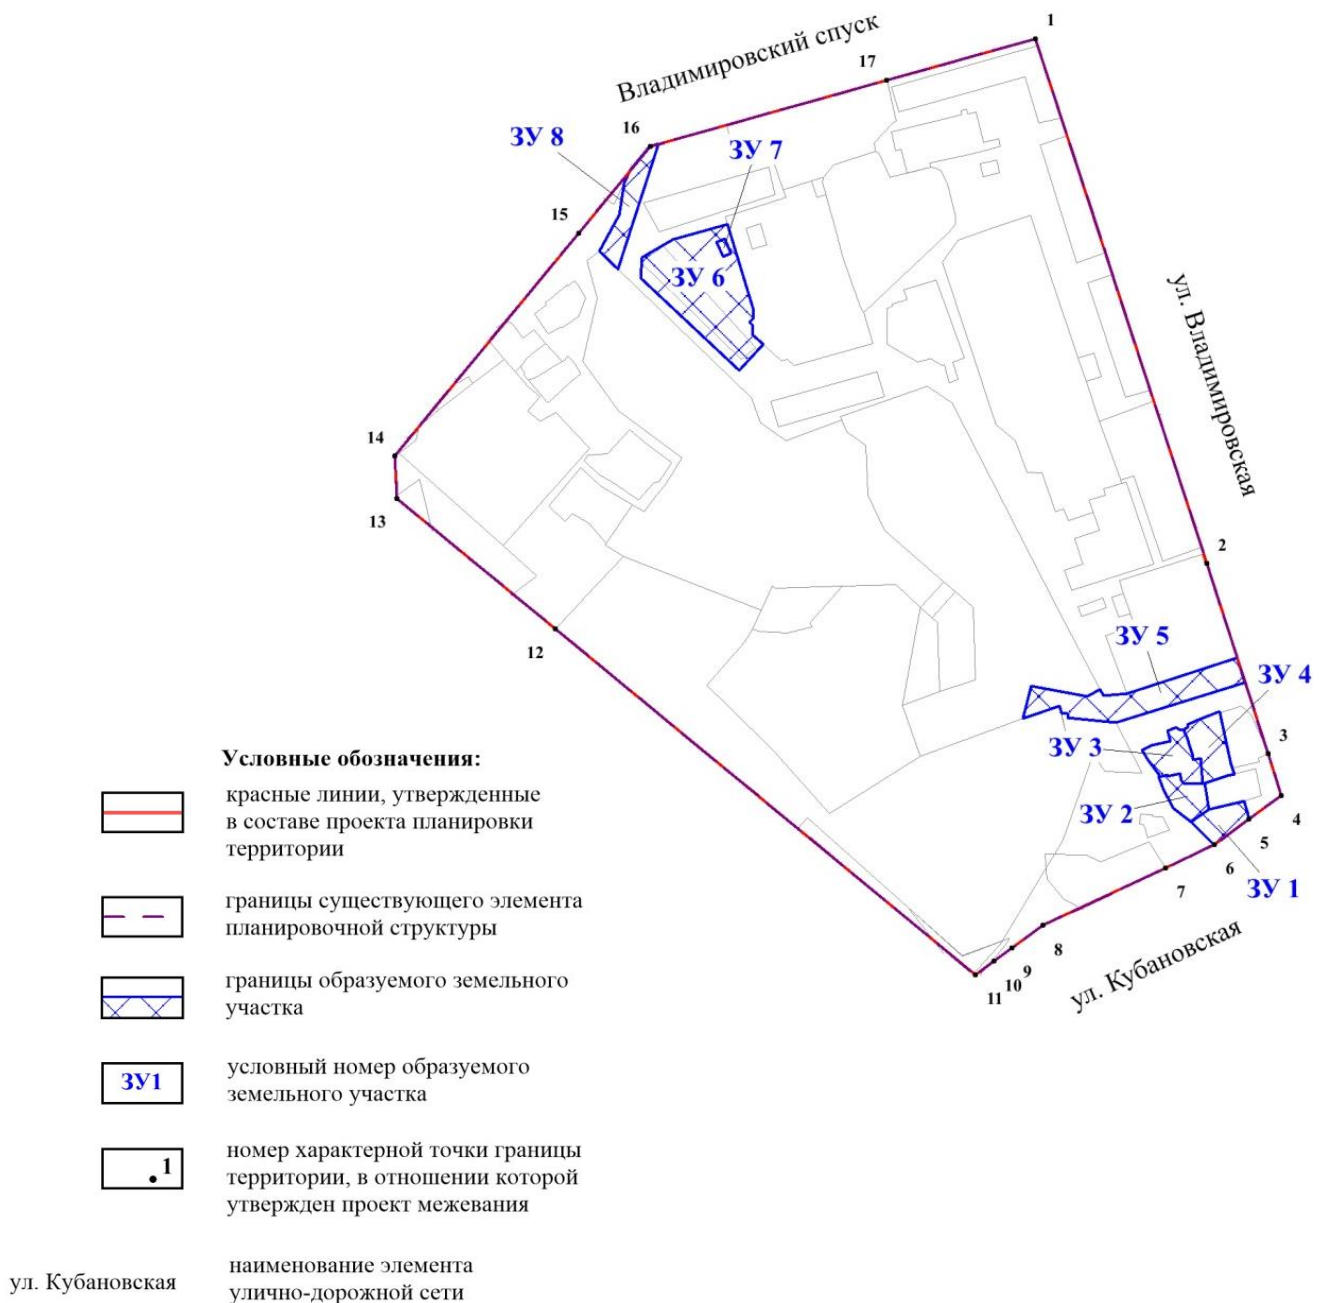 1
Владимировский спуск
17
16
ЗУ 8
ЗУ 7
15
ЗУ 6
ул. Владимировская
14
13
2
12
ЗУ 5
ЗУ 4
3
ЗУ 3
ЗУ 2
4
5
6
ЗУ 1
7
8
9
10
11
ул. Кубановская
Условные обозначения:
красные линии, утвержденные
в составе проекта планировки
территории
границы существующего элемента
планировочной структуры
границы образуемого земельного
участка
ЗУ1
условный номер образуемого
земельного участка
1
номер характерной точки границы
территории, в отношении которой
утвержден проект межевания
ул. Кубановская
наименование элемента
улично-дорожной сети